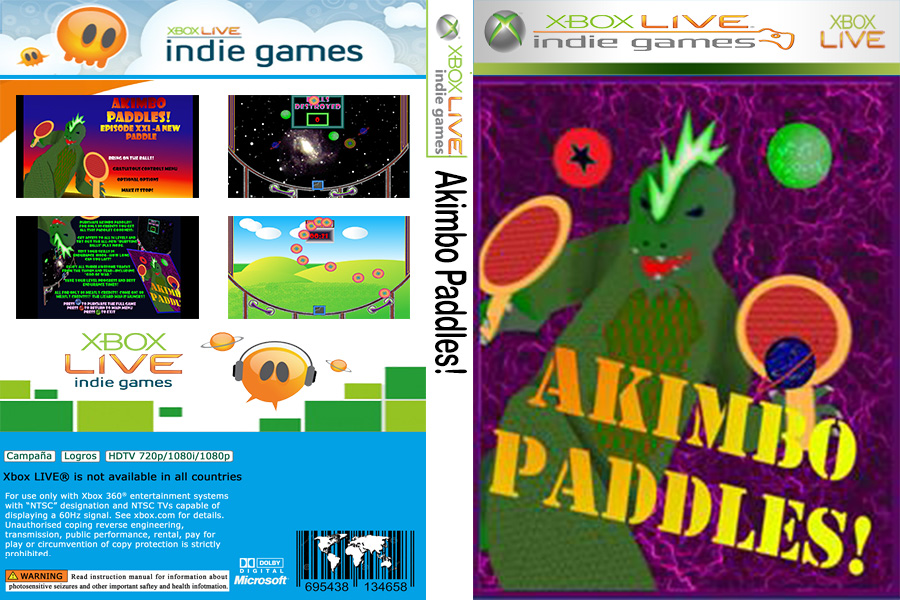 XBOX LIVE
indie games
AKIMBO
PADDLES!
EPISODE XXI - A NEW
PADDLE
BRING ON THE BALLS!
OPTIONAL OPTIONS
MAKE IT STOP!
BALLS
DESTROYED
0
XBOX
LIVE
indie games
Campaña
Logros
HDTV 720p/1080i/1080p
Xbox LIVE® is not available in all countries
For use only with Xbox 360® entertainment systems
with “NTSC” designation and NTSC TVs capable of
displaying a 60Hz signal. See xbox.com for details.
Unauthorised coping reverse engineering,
transmission, public performance, rental, pay for
play or circumvention of copy protection is strictly
prohibited.
WARNING Read instruction manual for information about
photosensitive seizures and other important saftey and health infotmation.
DOLBY
DIGITAL
Microsoft
695438 134658
XBOX LIVE
indie games
Akimbo Paddles!
XBOX LIVE
indie games
XBOX
LIVE
AKIMBO
PADDLES!